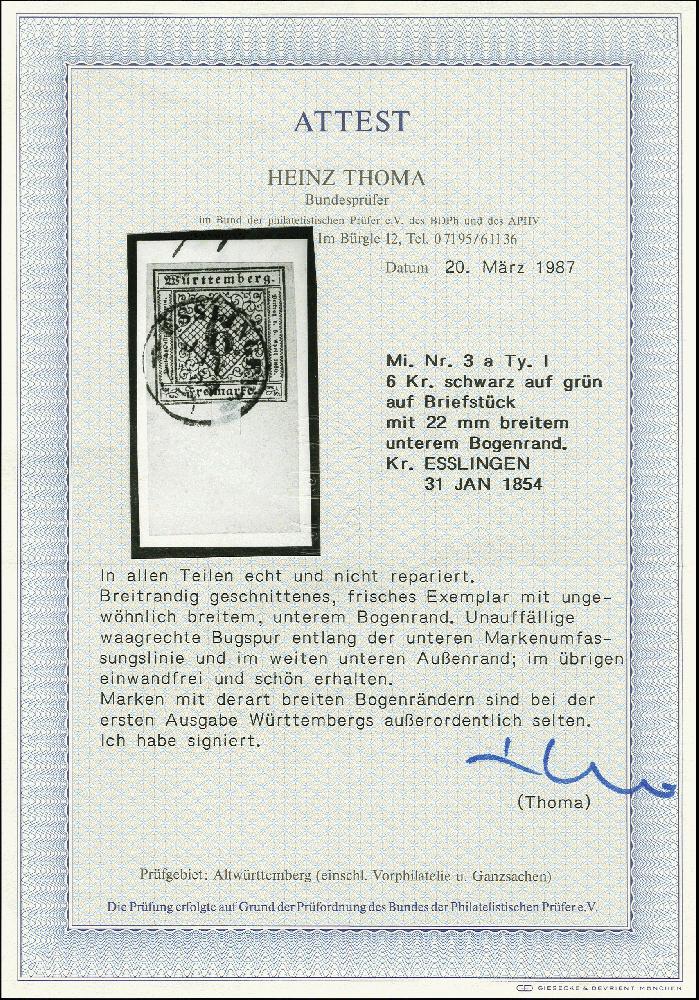 ATTEST
HEINZ THOMA
Bundesprüfer
im Bund der philatelistischen Prüfer e.V. des BDPh und des APHV
Im Bürgle 12, Tel. 07195/61136
Datum 20. März 1987
Württemberg.
6
Freimarke
ESSLINGEN
Mi. Nr. 3 a Ty. I
6 Kr. schwarz auf grün
auf Briefstück
mit 22 mm breitem
unterem Bogenrand.
Kr. ESSLINGEN
31 JAN 1854
In allen Teilen echt und nicht repariert.
Breitrandig geschnittenes, frisches Exemplar mit unge-
wöhnlich breitem, unterem Bogenrand. Unauffällige
waagrechte Bugspur entlang der unteren Markenumfas-
sungslinie und im weiten unteren Außenrand; im übrigen
einwandfrei und schön erhalten.
Marken mit derart breiten Bogenrändern sind bei der
ersten Ausgabe Württembergs außerordentlich selten.
Ich habe signiert.
(Thoma)
Prüfgebiet: Altwürttemberg (einschl. Vorphilatelie u. Ganzsachen)
Die Prüfung erfolgte auf Grund der Prüfordnung des Bundes der Philatelistischen Prüfer e.V.
GIESECKE & DEVRIENT MÜNCHEN